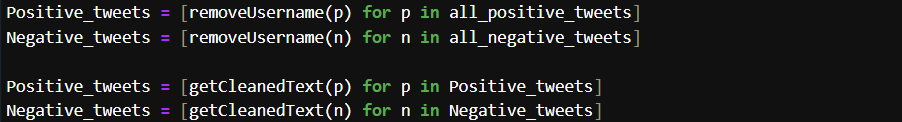 Positive_tweets = [removeUsername(p) for p in all_positive_tweets]
Negative_tweets = [removeUsername(n) for n in all_negative_tweets]
Positive_tweets = [getCleanedText(p) for p in Positive_tweets]
Negative_tweets = [getCleanedText(n) for n in Negative_tweets]